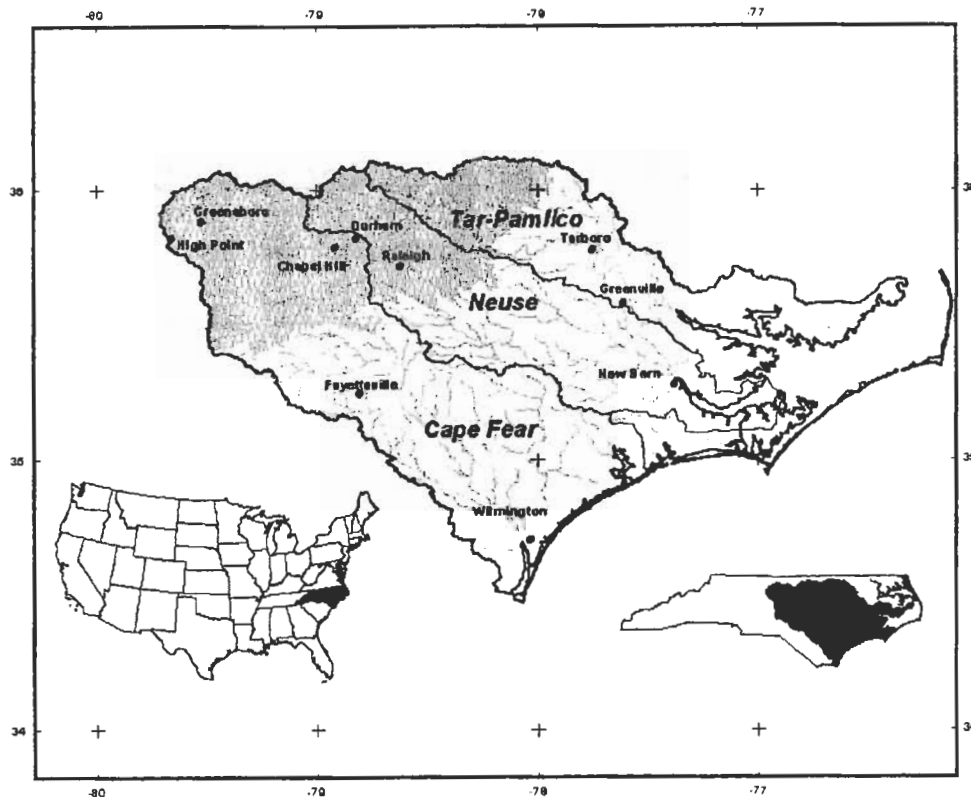 -80 -79 -78 -77
36
Tar-Pamlico
Greensboro
Durham
Tarboro
High Point
Chapel Hill
Raleigh
Greenville
Neuse
New Bern
Fayetteville
Cape Fear
35
Wilmington
34
-80 -79 -78 -77